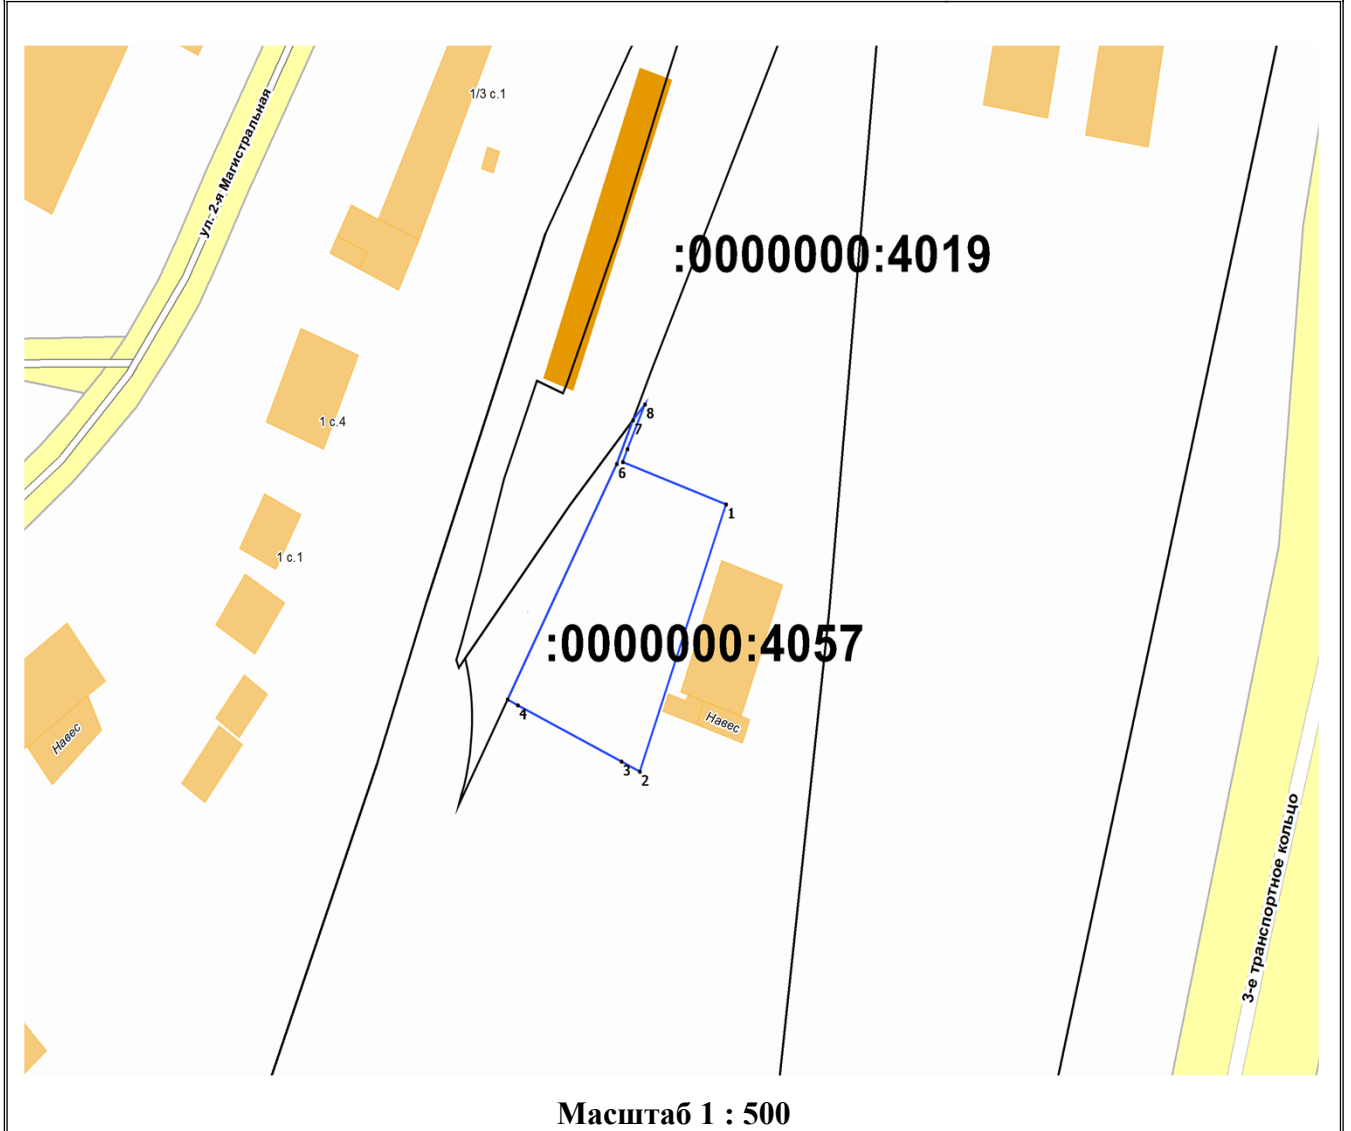 1/3 с.1
ул. 2-я Магистральная
:0000000:4019
8
7
1 с.4
6
1
1 с.1
:0000000:4057
4
Навес
Навес
3
2
3-е транспортное кольцо
Масштаб 1 : 500